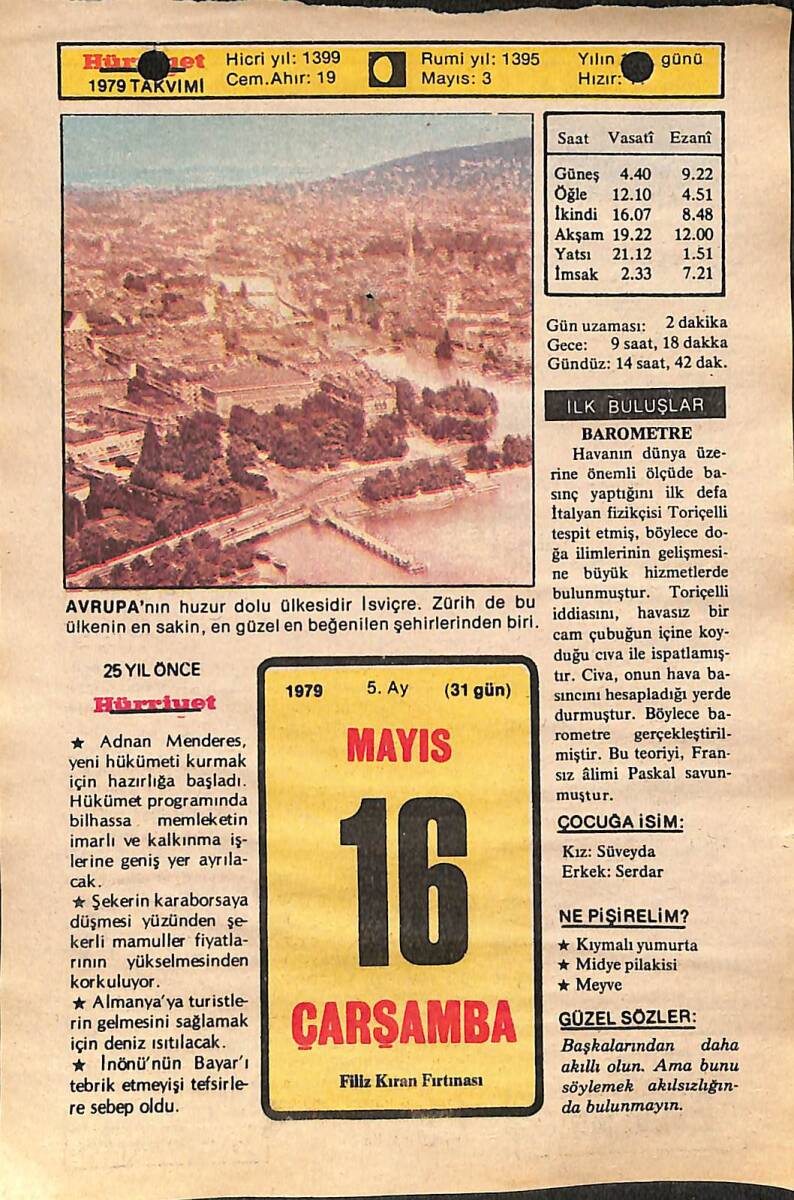 Hürriyet
1979 TAKVİMİ
Hicri yıl: 1399
Cem.Ahır: 19
Rumi yıl: 1395
Mayıs: 3
Yılın günü
Hızır:
Saat Vasatî Ezanî
Güneş 4.40 9.22
Öğle 12.10 4.51
İkindi 16.07 8.48
Akşam 19.22 12.00
Yatsı 21.12 1.51
İmsak 2.33 7.21
Gün uzaması: 2 dakika
Gece: 9 saat, 18 dakka
Gündüz: 14 saat, 42 dak.
AVRUPA'nın huzur dolu ülkesidir İsviçre. Zürih de bu
ülkenin en sakin, en güzel en beğenilen şehirlerinden biri.
25 YIL ÖNCE
Hürriyet
★ Adnan Menderes,
yeni hükümeti kurmak
için hazırlığa başladı.
Hükümet programında
bilhassa memleketin
imarlı ve kalkınma iş-
lerine geniş yer ayrıla-
cak.
★ Şekerin karaborsaya
düşmesi yüzünden şe-
kerli mamuller fiyatla-
rının yükselmesinden
korkuluyor.
★ Almanya'ya turistle-
rin gelmesini sağlamak
için deniz ısıtılacak.
★ İnönü'nün Bayar'ı
tebrik etmeyişi tefsirle-
re sebep oldu.
1979 5. Ay (31 gün)
MAYIS
16
ÇARŞAMBA
Filiz Kıran Fırtınası
İLK BULUŞLAR
BAROMETRE
Havanın dünya üze-
rine önemli ölçüde ba-
sınç yaptığını ilk defa
İtalyan fizikçisi Toriçelli
tespit etmiş, böylece do-
ğa ilimlerinin gelişmesi-
ne büyük hizmetlerde
bulunmuştur. Toriçelli
iddiasını, havasız bir
cam çubuğun içine koy-
duğu cıva ile ispatlamış-
tır. Civa, onun hava ba-
sıncını hesapladığı yerde
durmuştur. Böylece ba-
rometre gerçekleştiril-
miştir. Bu teoriyi, Fran-
sız âlimi Paskal savun-
muştur.
ÇOCUĞA İSİM:
Kız: Süveyda
Erkek: Serdar
NE PİŞİRELİM?
★ Kıymalı yumurta
★ Midye pilakisi
★ Meyve
GÜZEL SÖZLER:
Başkalarından daha
akıllı olun. Ama bunu
söylemek akılsızlığın-
da bulunmayın.